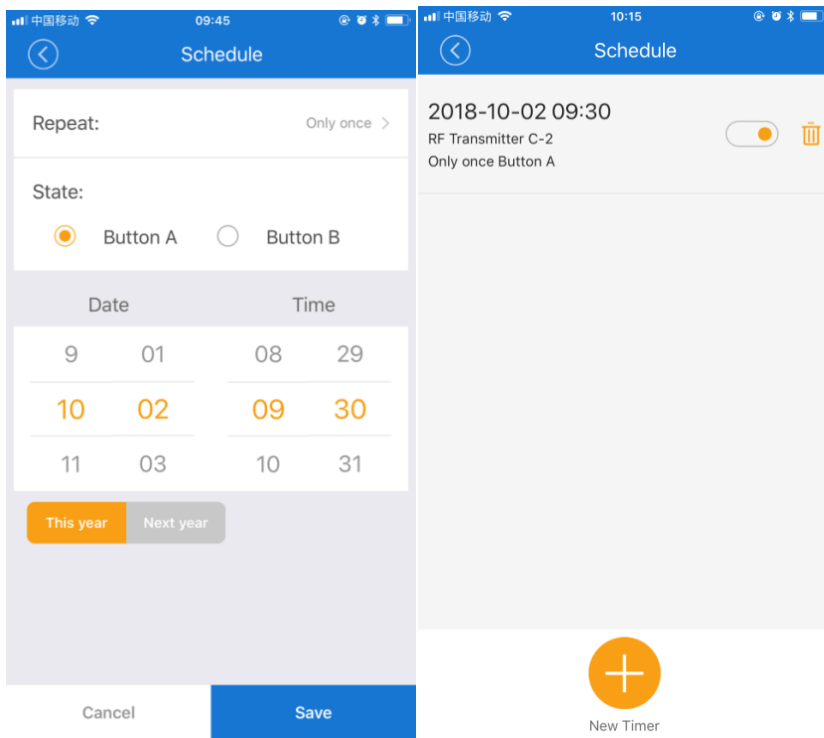 中国移动 09:45
Schedule
Repeat: Only once
State:
Button A Button B
Date Time
9 01 08 29
10 02 09 30
11 03 10 31
This year Next year
Cancel Save
中国移动 10:15
Schedule
2018-10-02 09:30
RF Transmitter C-2
Only once Button A
New Timer